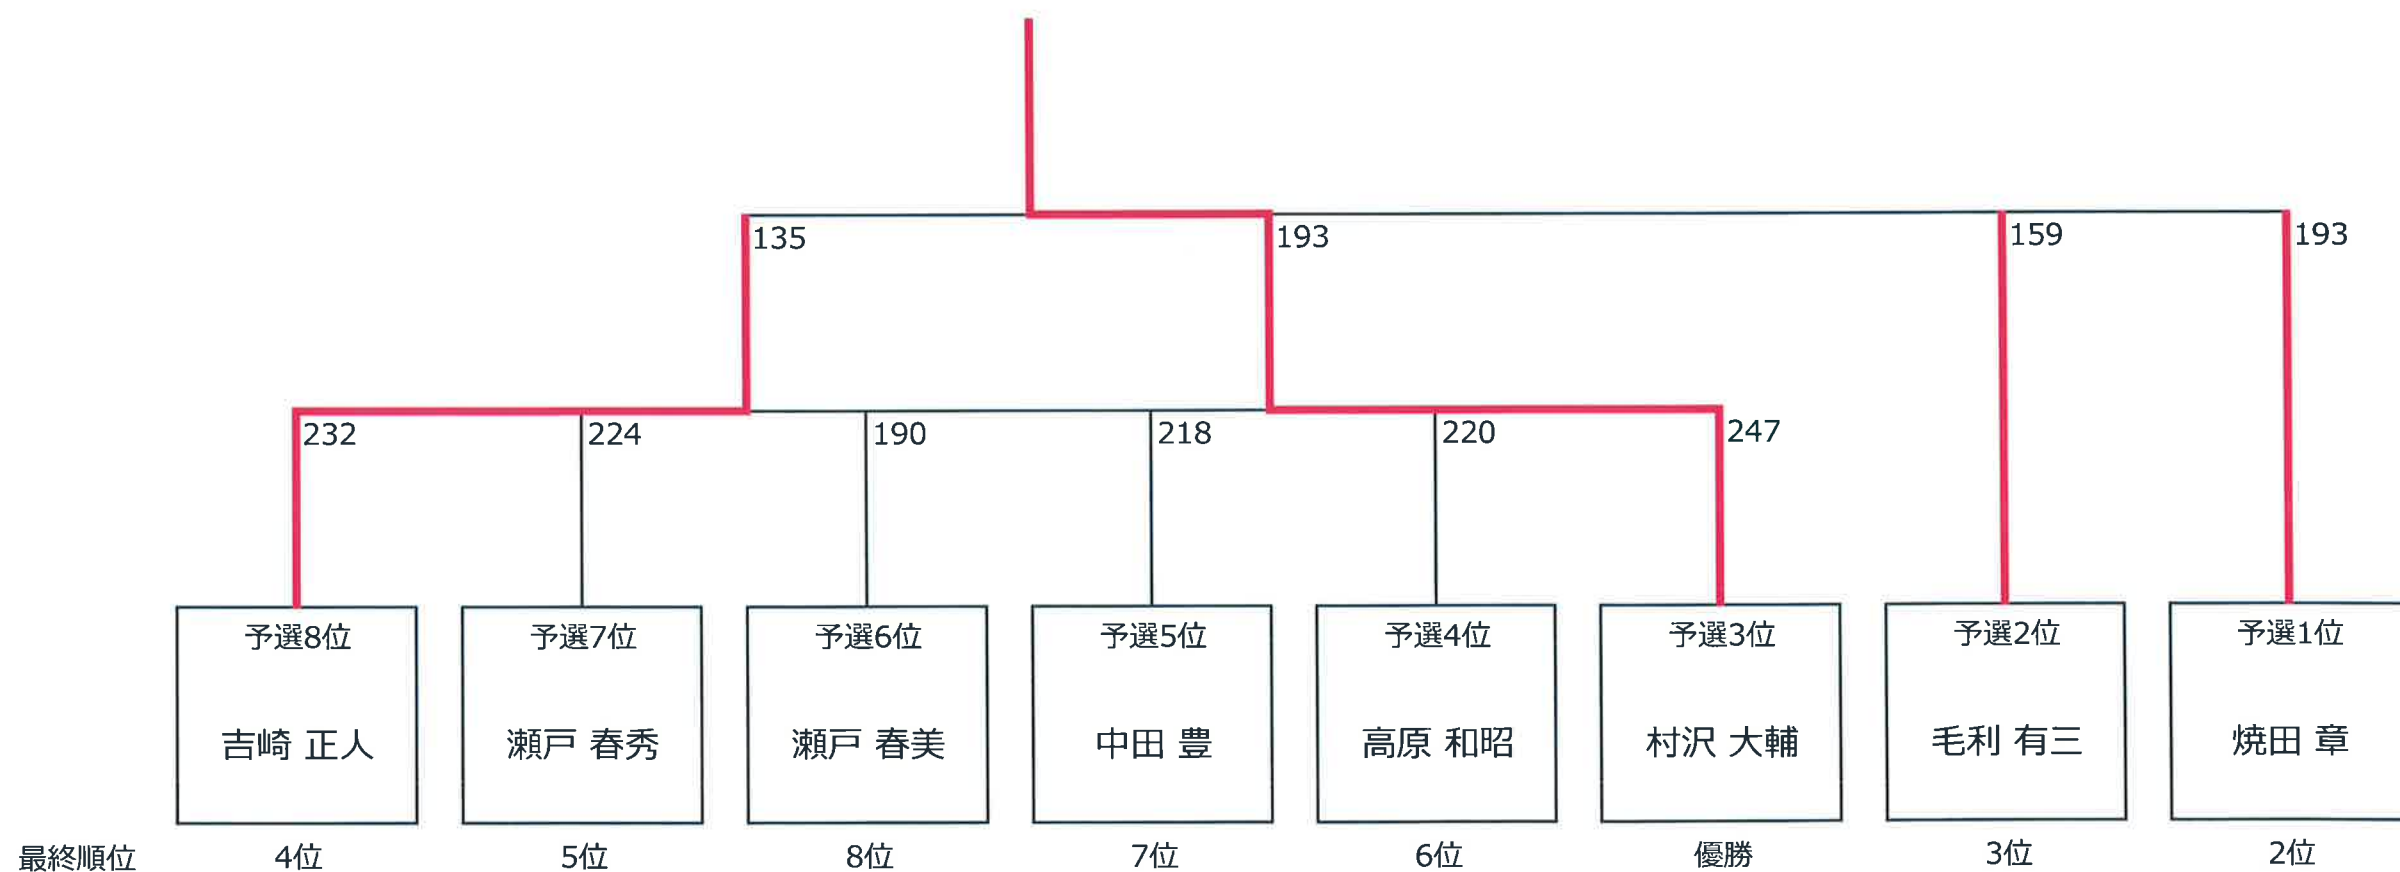 135
193
159
193
232
224
190
218
220
247
予選8位
予選7位
予選6位
予選5位
予選4位
予選3位
予選2位
予選1位
吉崎 正人
瀬戸 春秀
瀬戸 春美
中田 豊
高原 和昭
村沢 大輔
毛利 有三
焼田 章
最終順位
4位
5位
8位
7位
6位
優勝
3位
2位